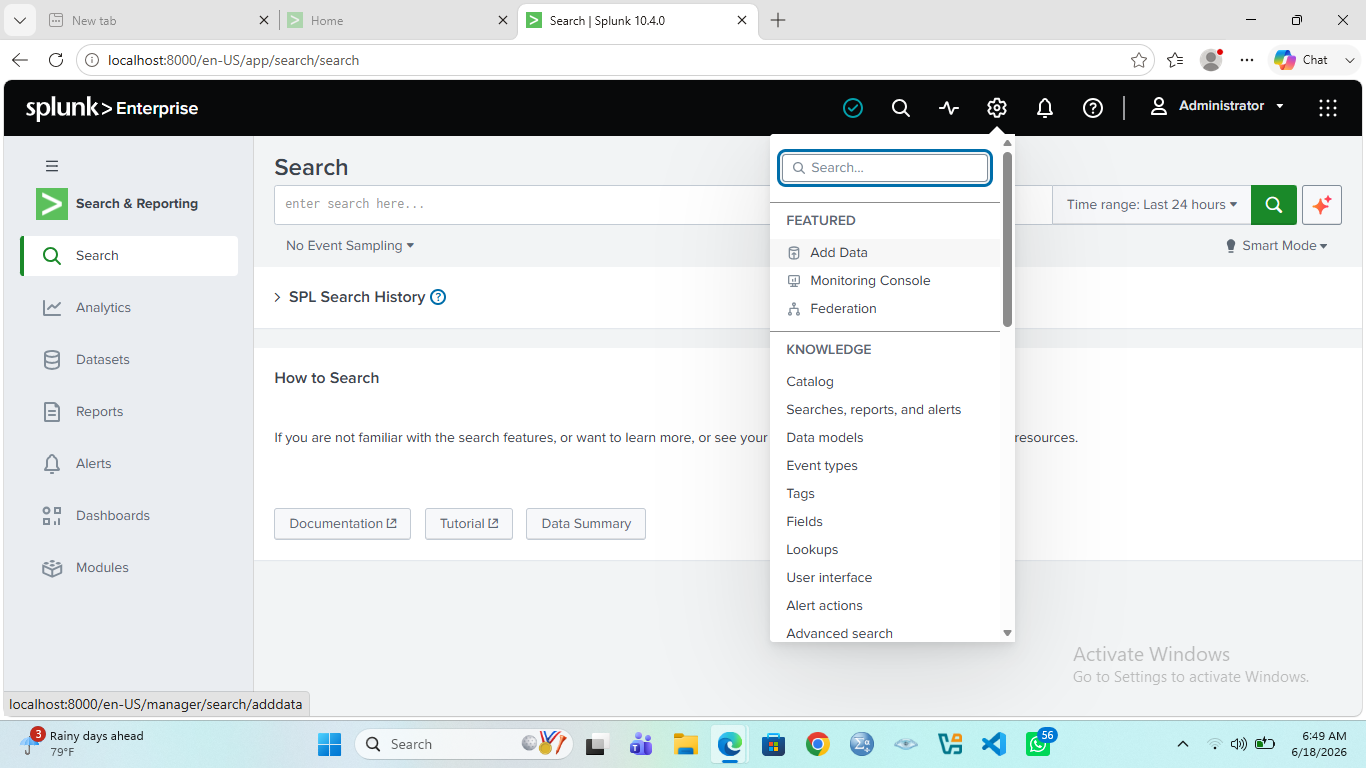 New tab
Home
Search | Splunk 10.4.0
localhost:8000/en-US/app/search/search
Chat
splunk>Enterprise
Administrator
Search & Reporting
Search
Analytics
Datasets
Reports
Alerts
Dashboards
Modules
Search
enter search here...
Time range: Last 24 hours
No Event Sampling
Smart Mode
SPL Search History ?
How to Search
If you are not familiar with the search features, or want to learn more, or see your
resources.
Documentation
Tutorial
Data Summary
Search...
FEATURED
Add Data
Monitoring Console
Federation
KNOWLEDGE
Catalog
Searches, reports, and alerts
Data models
Event types
Tags
Fields
Lookups
User interface
Alert actions
Advanced search
Activate Windows
Go to Settings to activate Windows.
localhost:8000/en-US/manager/search/adddata
3
Rainy days ahead
79°F
Search
56
6:49 AM
6/18/2026